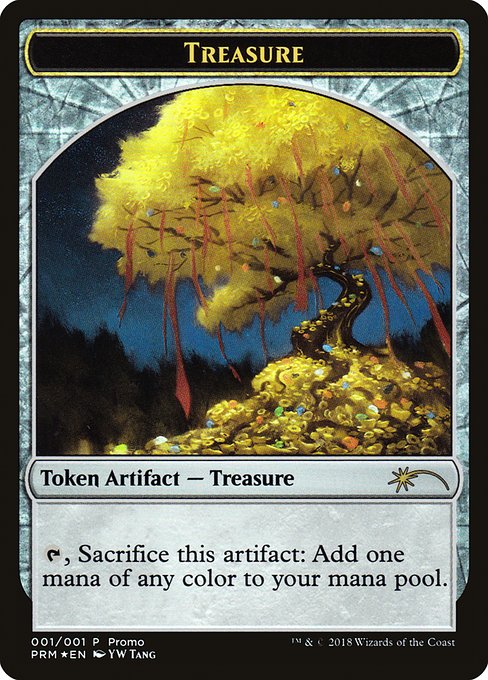 TREASURE
Token Artifact — Treasure
, Sacrifice this artifact: Add one
mana of any color to your mana pool.
001/001 P Promo
PRM★EN YW TANG
™ & © 2018 Wizards of the Coast